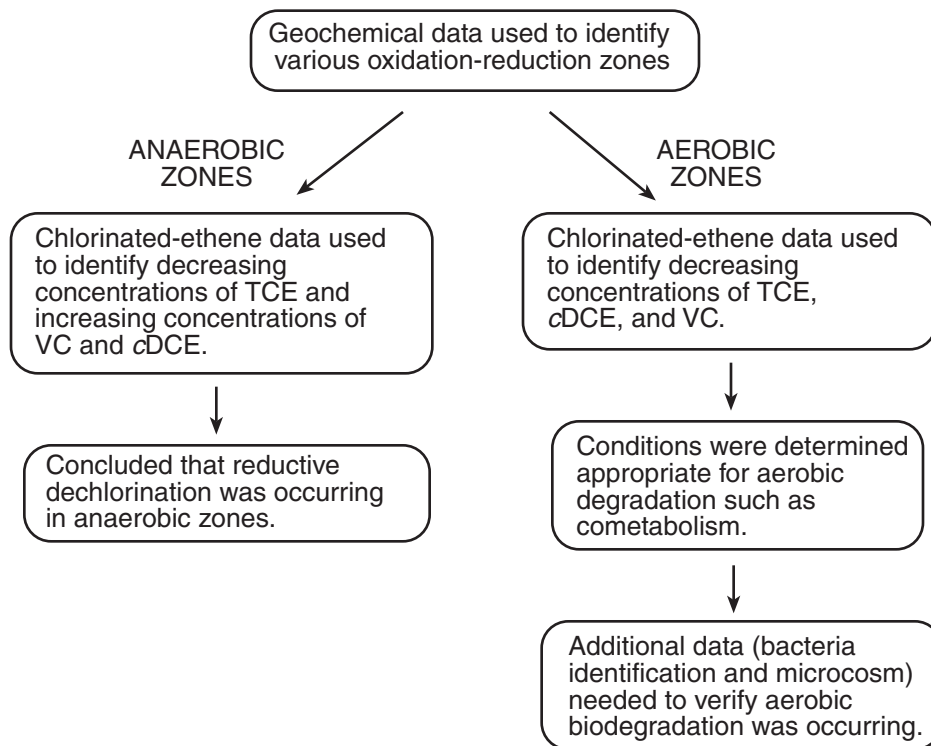 Geochemical data used to identify
various oxidation-reduction zones
ANAEROBIC
ZONES
AEROBIC
ZONES
Chlorinated-ethene data used
to identify decreasing
concentrations of TCE and
increasing concentrations of
VC and cDCE.
Chlorinated-ethene data used
to identify decreasing
concentrations of TCE,
cDCE, and VC.
Concluded that reductive
dechlorination was occurring
in anaerobic zones.
Conditions were determined
appropriate for aerobic
degradation such as
cometabolism.
Additional data (bacteria
identification and microcosm)
needed to verify aerobic
biodegradation was occurring.